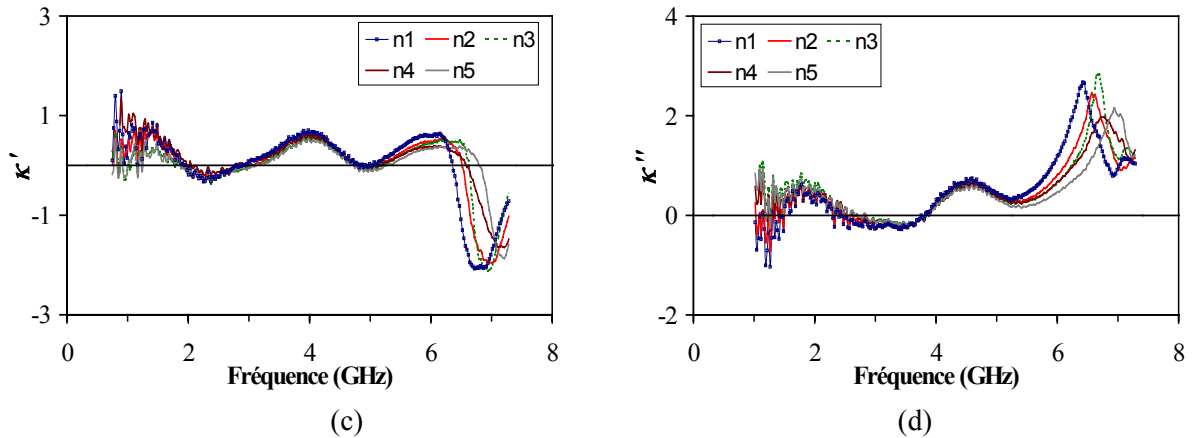 3
n1 n2 n3
n4 n5
1
κ′
-1
-3
0 2 4 6 8
Fréquence (GHz)
(c)
4
n1 n2 n3
n4 n5
2
κ″
0
-2
0 2 4 6 8
Fréquence (GHz)
(d)